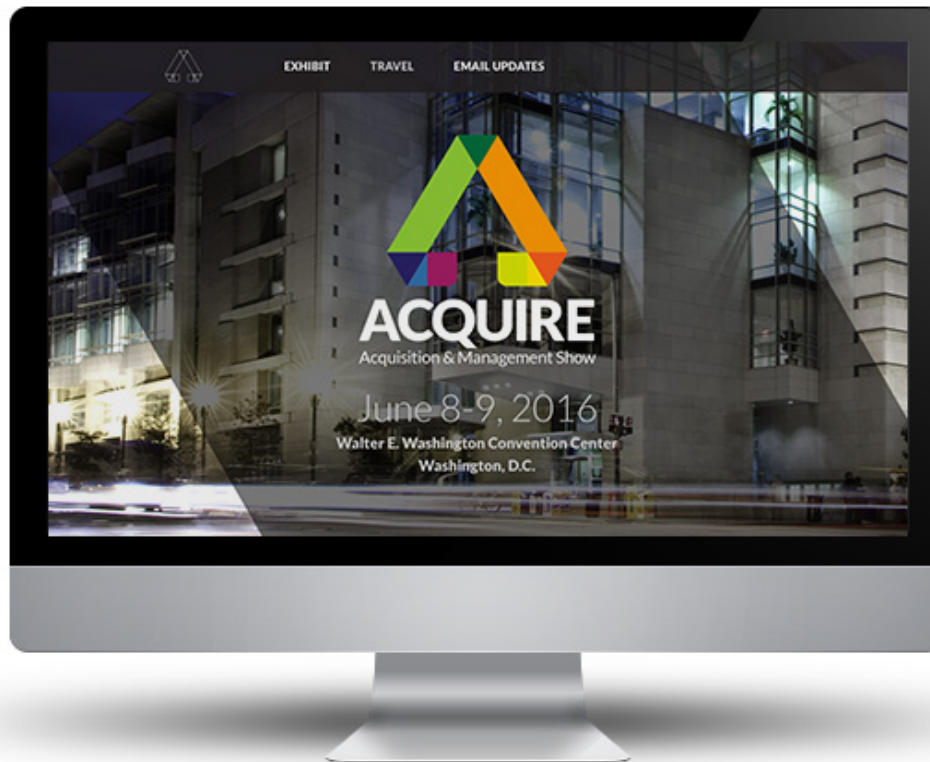 EXHIBIT TRAVEL EMAIL UPDATES
ACQUIRE
Acquisition & Management Show
June 8-9, 2016
Walter E. Washington Convention Center
Washington, D.C.